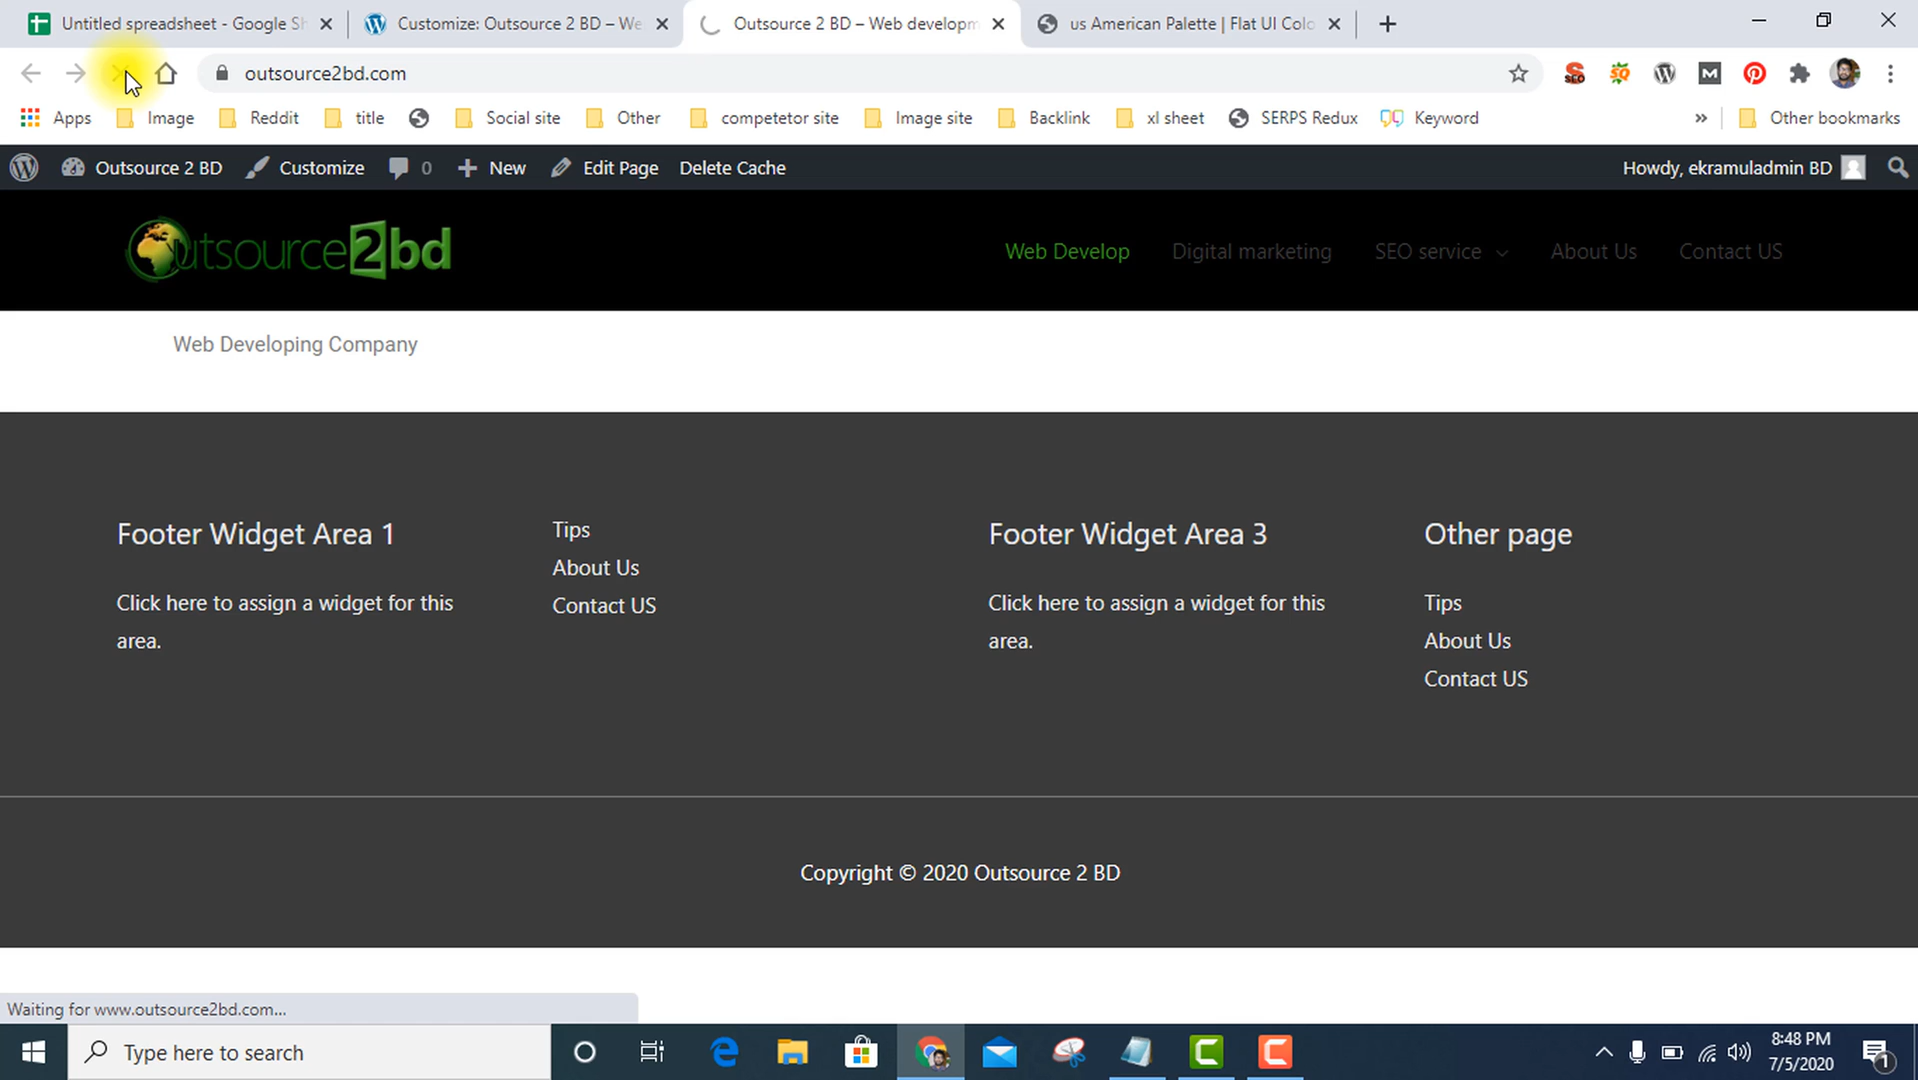 Untitled spreadsheet - Google Sh
Customize: Outsource 2 BD – We
Outsource 2 BD – Web developm
us American Palette | Flat UI Colo
outsource2bd.com
Apps
Image
Reddit
title
Social site
Other
competetor site
Image site
Backlink
xl sheet
SERPS Redux
Keyword
»
Other bookmarks
Outsource 2 BD
Customize
0
New
Edit Page
Delete Cache
Howdy, ekramuladmin BD
Outsource2bd
Web Develop
Digital marketing
SEO service
About Us
Contact US
Web Developing Company
Footer Widget Area 1
Click here to assign a widget for this
area.
Tips
About Us
Contact US
Footer Widget Area 3
Click here to assign a widget for this
area.
Other page
Tips
About Us
Contact US
Copyright © 2020 Outsource 2 BD
Waiting for www.outsource2bd.com...
Type here to search
8:48 PM
7/5/2020
1